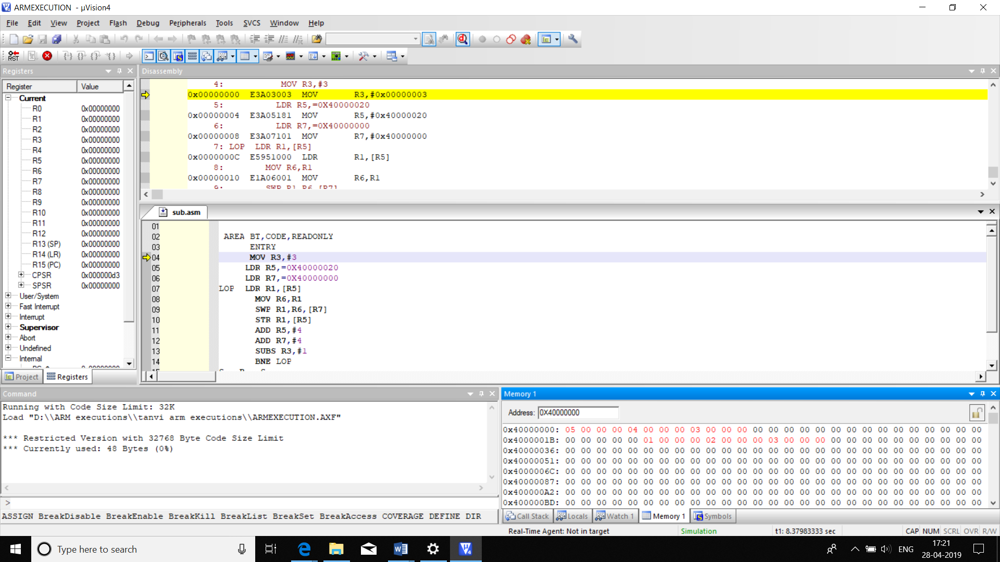 ARMEXECUTION - µVision4
File Edit View Project Flash Debug Peripherals Tools SVCS Window Help
Registers
Register Value
Current
R0 0x00000000
R1 0x00000000
R2 0x00000000
R3 0x00000000
R4 0x00000000
R5 0x00000000
R6 0x00000000
R7 0x00000000
R8 0x00000000
R9 0x00000000
R10 0x00000000
R11 0x00000000
R12 0x00000000
R13 (SP) 0x00000000
R14 (LR) 0x00000000
R15 (PC) 0x00000000
CPSR 0x000000d3
SPSR 0x00000000
User/System
Fast Interrupt
Interrupt
Supervisor
Abort
Undefined
Internal
Project Registers
Disassembly
4: MOV R3,#3
0x00000000 E3A03003 MOV R3,#0x00000003
5: LDR R5,=0X40000020
0x00000004 E3A05181 MOV R5,#0x40000020
6: LDR R7,=0X40000000
0x00000008 E3A07101 MOV R7,#0x40000000
7: LOP LDR R1,[R5]
0x0000000C E5951000 LDR R1,[R5]
8: MOV R6,R1
0x00000010 E1A06001 MOV R6,R1
9: SWP R1,R6,[R7]
sub.asm
01
02 AREA BT,CODE,READONLY
03 ENTRY
04 MOV R3,#3
05 LDR R5,=0X40000020
06 LDR R7,=0X40000000
07 LOP LDR R1,[R5]
08 MOV R6,R1
09 SWP R1,R6,[R7]
10 STR R1,[R5]
11 ADD R5,#4
12 ADD R7,#4
13 SUBS R3,#1
14 BNE LOP
Command
Running with Code Size Limit: 32K
Load "D:\\ARM executions\\tanvi arm executions\\ARMEXECUTION.AXF"
*** Restricted Version with 32768 Byte Code Size Limit
*** Currently used: 48 Bytes (0%)
>
ASSIGN BreakDisable BreakEnable BreakKill BreakList BreakSet BreakAccess COVERAGE DEFINE DIR
Memory 1
Address: 0X40000000
0x40000000: 05 00 00 00 04 00 00 00 03 00 00 00 00 00 00 00 00 00 00 00 00 00 00 00 00 00 00
0x4000001B: 00 00 00 00 00 01 00 00 00 02 00 00 00 03 00 00 00 00 00 00 00 00 00 00 00 00 00
0x40000036: 00 00 00 00 00 00 00 00 00 00 00 00 00 00 00 00 00 00 00 00 00 00 00 00 00 00 00
0x40000051: 00 00 00 00 00 00 00 00 00 00 00 00 00 00 00 00 00 00 00 00 00 00 00 00 00 00 00
0x4000006C: 00 00 00 00 00 00 00 00 00 00 00 00 00 00 00 00 00 00 00 00 00 00 00 00 00 00 00
0x40000087: 00 00 00 00 00 00 00 00 00 00 00 00 00 00 00 00 00 00 00 00 00 00 00 00 00 00 00
0x400000A2: 00 00 00 00 00 00 00 00 00 00 00 00 00 00 00 00 00 00 00 00 00 00 00 00 00 00 00
0x400000BD: 00 00 00 00 00 00 00 00 00 00 00 00 00 00 00 00 00 00 00 00 00 00 00 00 00 00 00
Call Stack Locals Watch 1 Memory 1 Symbols
Real-Time Agent: Not in target Simulation t1: 8.37983333 sec CAP NUM SCRL OVR R/W
Type here to search
ENG
17:21
28-04-2019